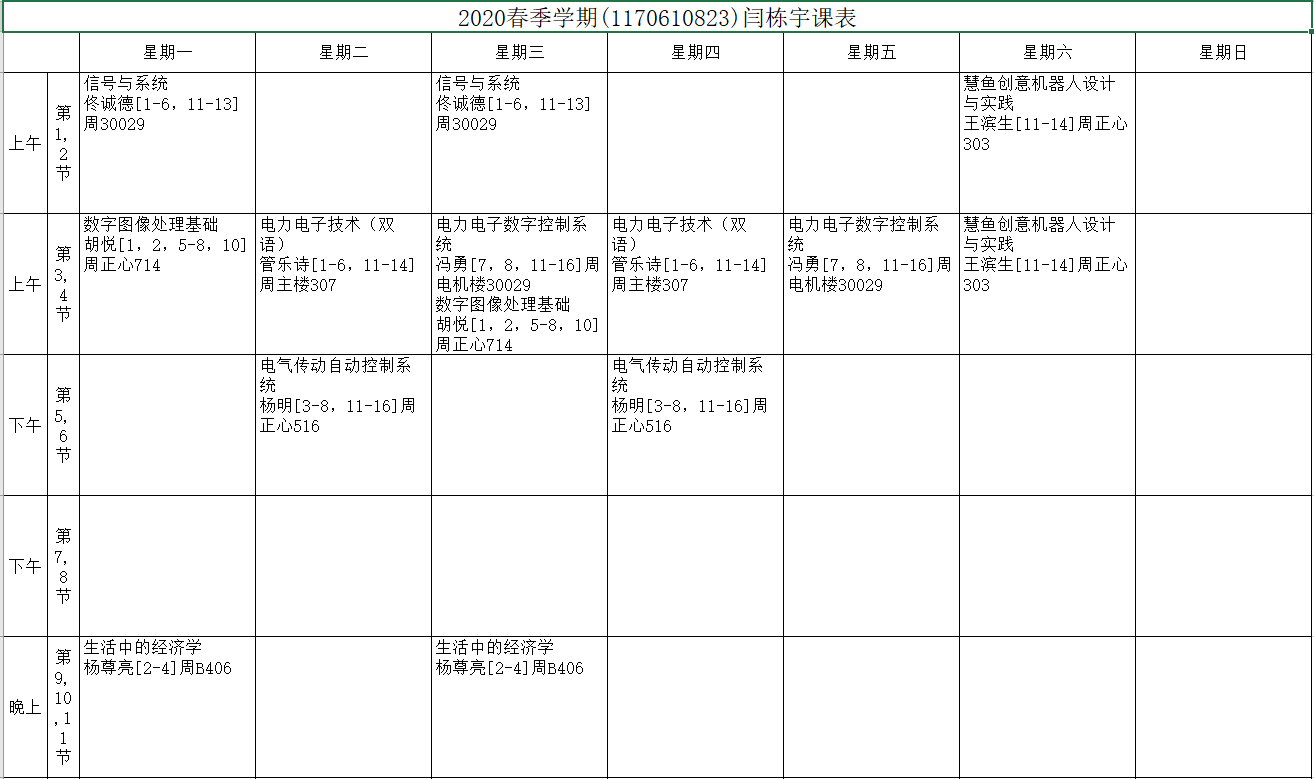 2020春季学期(1170610823)闫栋宇课表
星期一
星期二
星期三
星期四
星期五
星期六
星期日
上午
第
1,
2
节
信号与系统
佟诚德[1-6，11-13]
周30029
信号与系统
佟诚德[1-6，11-13]
周30029
慧鱼创意机器人设计
与实践
王滨生[11-14]周正心
303
上午
第
3,
4
节
数字图像处理基础
胡悦[1，2，5-8，10]
周正心714
电力电子技术（双
语）
管乐诗[1-6，11-14]
周主楼307
电力电子数字控制系
统
冯勇[7，8，11-16]周
电机楼30029
数字图像处理基础
胡悦[1，2，5-8，10]
周正心714
电力电子技术（双
语）
管乐诗[1-6，11-14]
周主楼307
电力电子数字控制系
统
冯勇[7，8，11-16]周
电机楼30029
慧鱼创意机器人设计
与实践
王滨生[11-14]周正心
303
下午
第
5,
6
节
电气传动自动控制系
统
杨明[3-8，11-16]周
正心516
电气传动自动控制系
统
杨明[3-8，11-16]周
正心516
下午
第
7,
8
节
晚上
第
9,
10
,1
1
节
生活中的经济学
杨尊亮[2-4]周B406
生活中的经济学
杨尊亮[2-4]周B406